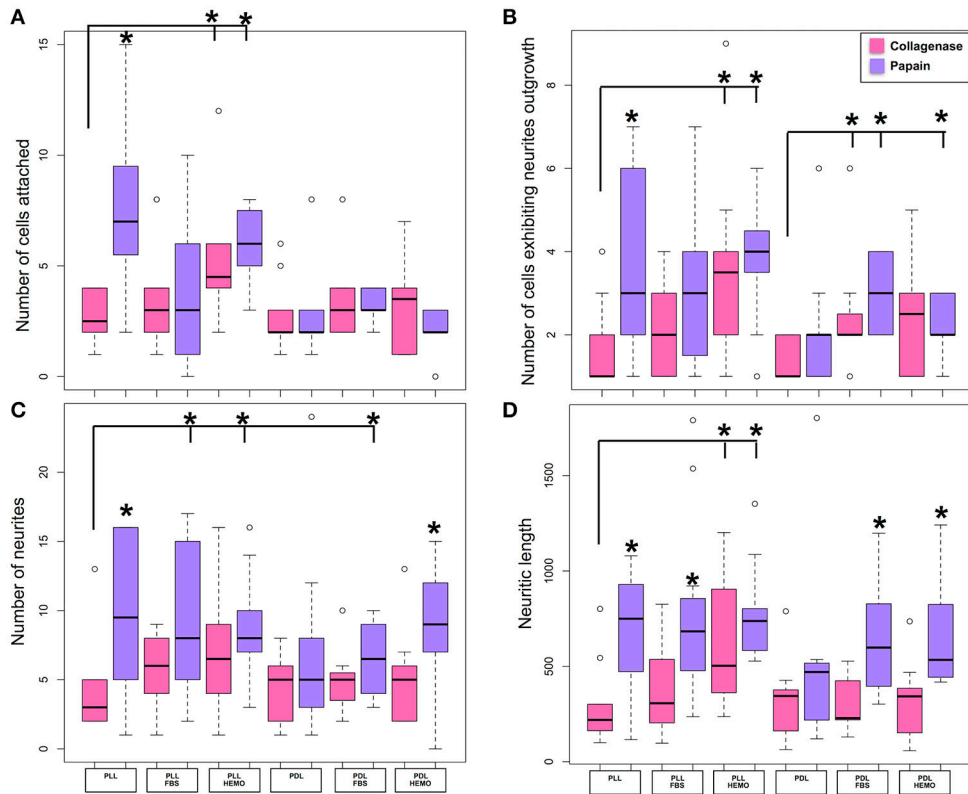 A
B
* * *
Collagenase
Papain
* * *
* * * *
15
10
5
0
Number of cells attached
8
6
4
2
Number of cells exhibiting neurites outgrowth
C
D
* * *
* *
20
15
10
5
0
Number of neurites
* *
* * * *
1500
1000
500
0
Neuritic length
PLL
PLL FBS
PLL HEMO
PDL
PDL FBS
PDL HEMO
PLL
PLL FBS
PLL HEMO
PDL
PDL FBS
PDL HEMO